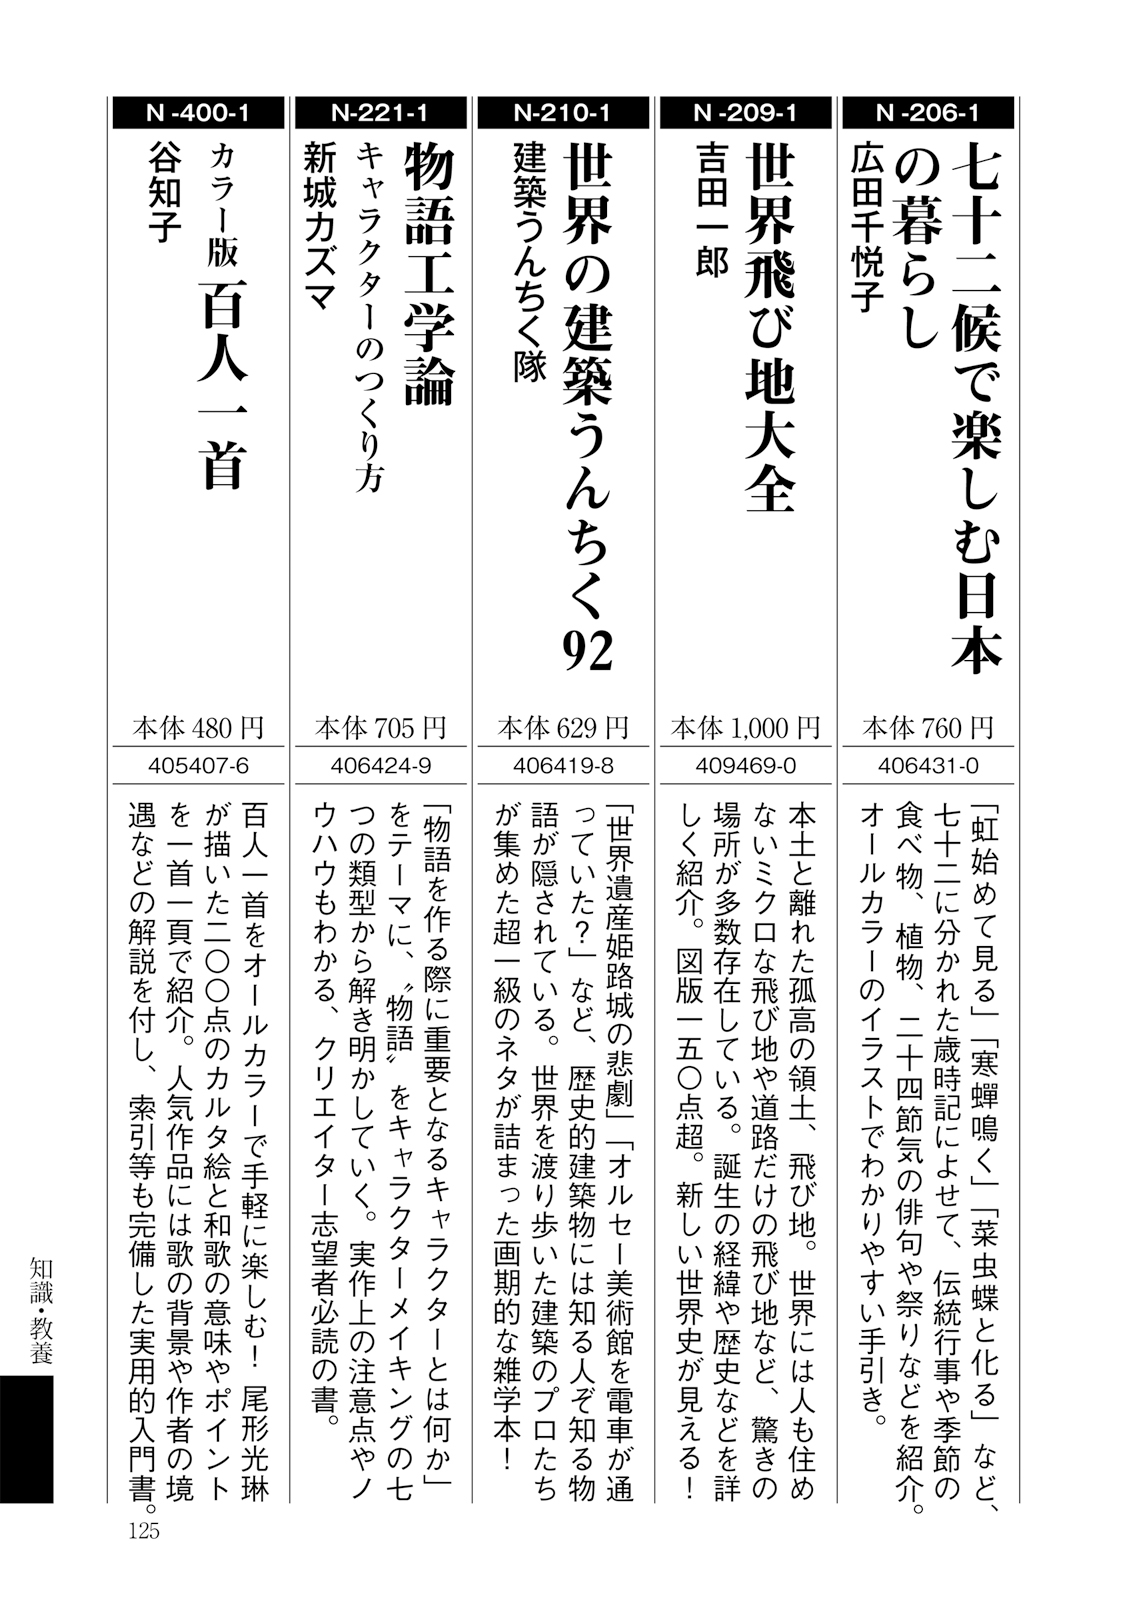 N-206-1
七十二候で楽しむ日本
の暮らし
広田千悦子
本体 760 円
406431-0
「虹始めて見る」「寒蟬鳴く」「菜虫蝶と化る」など、
七十二に分かれた歳時記によせて、伝統行事や季節の
食べ物、植物、二十四節気の俳句や祭りなどを紹介。
オールカラーのイラストでわかりやすい手引き。
N-209-1
世界飛び地大全
吉田一郎
本体 1,000 円
409469-0
本土と離れた孤高の領土、飛び地。世界には人も住め
ないミクロな飛び地や道路だけの飛び地など、驚きの
場所が多数存在している。誕生の経緯や歴史などを詳
しく紹介。図版一五〇点超。新しい世界史が見える！
N-210-1
世界の建築うんちく92
建築うんちく隊
本体 629 円
406419-8
「世界遺産姫路城の悲劇」「オルセー美術館を電車が通
っていた？」など、歴史的建築物には知る人ぞ知る物
語が隠されている。世界を渡り歩いた建築のプロたち
が集めた超一級のネタが詰まった画期的な雑学本！
N-221-1
物語工学論
キャラクターのつくり方
新城カズマ
本体 705 円
406424-9
「物語を作る際に重要となるキャラクターとは何か」
をテーマに、〝物語〟をキャラクターメイキングの七
つの類型から解き明かしていく。実作上の注意点やノ
ウハウもわかる、クリエイター志望者必読の書。
N-400-1
カラー版 百人一首
谷知子
本体 480 円
405407-6
百人一首をオールカラーで手軽に楽しむ！ 尾形光琳
が描いた二〇〇点のカルタ絵と和歌の意味やポイント
を一首一頁で紹介。人気作品には歌の背景や作者の境
遇などの解説を付し、索引等も完備した実用的入門書。
知識・教養
125